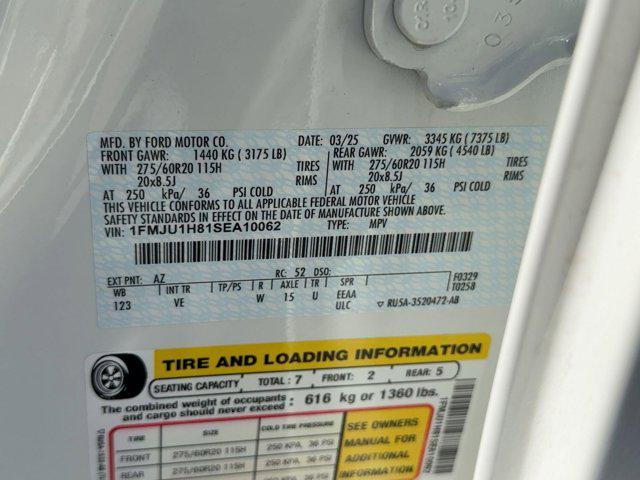 MFD. BY FORD MOTOR CO. DATE: 03/25 GVWR: 3345 KG (7375 LB)
FRONT GAWR: 1440 KG (3175 LB) REAR GAWR: 2059 KG (4540 LB)
WITH 275/60R20 115H TIRES WITH 275/60R20 115H TIRES
20x8.5J RIMS 20x8.5J RIMS
AT 250 kPa/ 36 PSI COLD AT 250 kPa/ 36 PSI COLD
THIS VEHICLE CONFORMS TO ALL APPLICABLE FEDERAL MOTOR VEHICLE
SAFETY STANDARDS IN EFFECT ON THE DATE OF MANUFACTURE SHOWN ABOVE.
VIN: 1FMJU1H81SEA10062 TYPE: MPV
EXT PNT: AZ RC: 52 DSO: F0329
WB INT TR TP/PS R AXLE TR SPR T0258
123 VE W 15 U EEAA
ULC RU5A-3520472-AB
TIRE AND LOADING INFORMATION
SEATING CAPACITY TOTAL: 7 FRONT: 2 REAR: 5
The combined weight of occupants
and cargo should never exceed: 616 kg or 1360 lbs.
TIRE SIZE COLD TIRE PRESSURE
FRONT 275/60R20 115H 250 KPA, 36 PSI
REAR 275/60R20 115H 250 KPA, 36 PSI
SEE OWNERS
MANUAL FOR
ADDITIONAL
INFORMATION
1FMJU1H81SEA10062